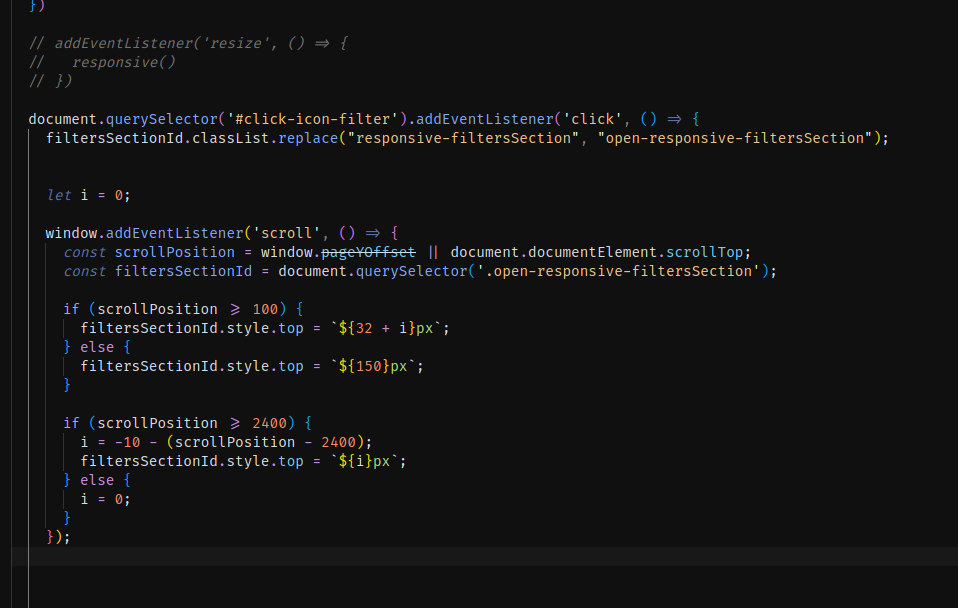 })
// addEventListener('resize', () => {
//   responsive()
// })
document.querySelector('#click-icon-filter').addEventListener('click', () => {
  filtersSectionId.classList.replace("responsive-filtersSection", "open-responsive-filtersSection");
  let i = 0;
  window.addEventListener('scroll', () => {
    const scrollPosition = window.pageYOffset || document.documentElement.scrollTop;
    const filtersSectionId = document.querySelector('.open-responsive-filtersSection');
    if (scrollPosition >= 100) {
      filtersSectionId.style.top = `${32 + i}px`;
    } else {
      filtersSectionId.style.top = `${150}px`;
    }
    if (scrollPosition >= 2400) {
      i = -10 - (scrollPosition - 2400);
      filtersSectionId.style.top = `${i}px`;
    } else {
      i = 0;
    }
  });